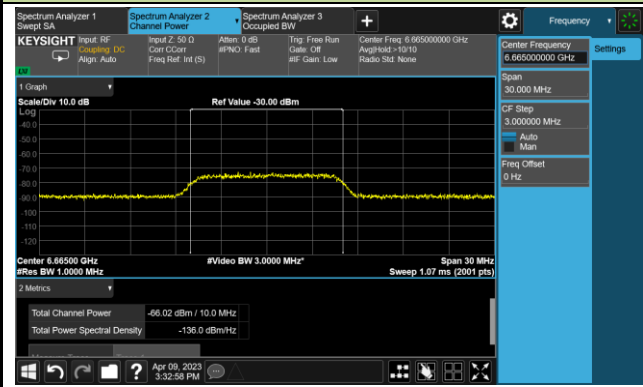 Spectrum Analyzer 1
Swept SA
Spectrum Analyzer 2
Channel Power
Spectrum Analyzer 3
Occupied BW
+
Frequency
KEYSIGHT
Input: RF
Coupling: DC
Align: Auto
Input Z: 50 Ω
Corr CCorr
Freq Ref: Int (S)
Atten: 0 dB
#PNO: Fast
Trig: Free Run
Gate: Off
#IF Gain: Low
Center Freq: 6.665000000 GHz
Avg|Hold:>10/10
Radio Std: None
Center Frequency
6.665000000 GHz
Settings
Span
30.000 MHz
CF Step
3.000000 MHz
Auto
Man
Freq Offset
0 Hz
1 Graph
Scale/Div 10.0 dB
Ref Value -30.00 dBm
Log
-40.0
-50.0
-60.0
-70.0
-80.0
-90.0
-100
-110
-120
Center 6.66500 GHz
#Video BW 3.0000 MHz*
Span 30 MHz
#Res BW 1.0000 MHz
Sweep 1.07 ms (2001 pts)
2 Metrics
Total Channel Power
-66.02 dBm / 10.0 MHz
Total Power Spectral Density
-136.0 dBm/Hz
?
Apr 09, 2023
3:32:58 PM